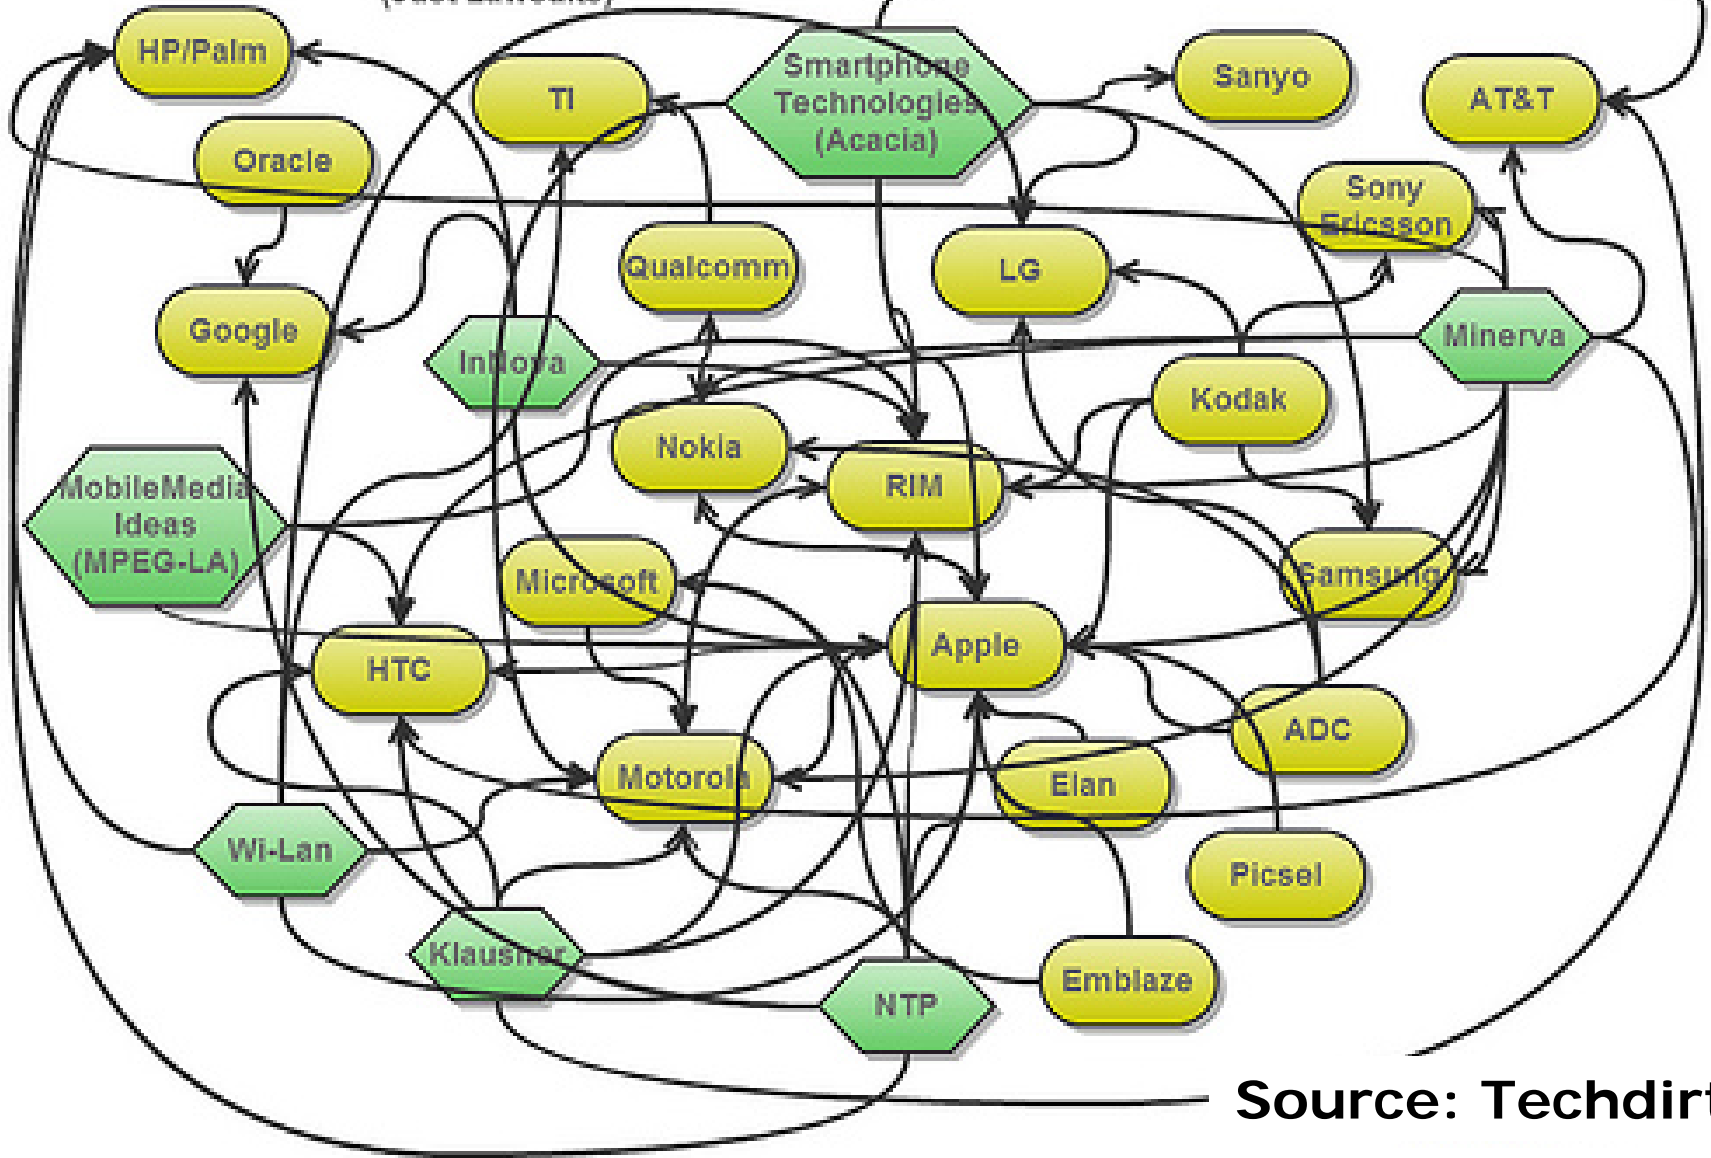 HP/Palm
TI
Smartphone
Technologies
(Acacia)
Sanyo
AT&T
Oracle
Sony
Ericsson
Qualcomm
LG
Google
InNova
Minerva
Kodak
Nokia
RIM
MobileMedia
Ideas
(MPEG-LA)
Microsoft
Samsung
HTC
Apple
ADC
Motorola
Elan
Wi-Lan
Picsel
Klausner
Emblaze
NTP
Source: Techdirt